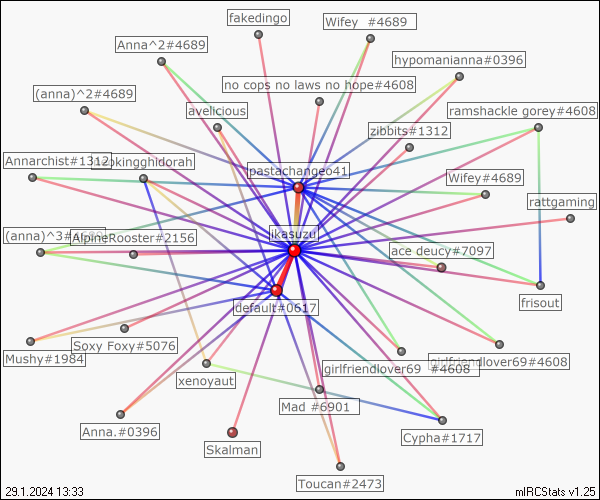 fakedingo
Wifey #4689
Anna^2#4689
hypomanianna#0396
no cops no laws no hope#4608
(anna)^2#4689
avelicious
ramshackle gorey#4608
zibbits#1312
Annarchist#1312
pastachangeo41
Wifey#4689
rattgaming
(anna)^3#4689
AlpineRooster#2156
ikasuzu
ace deucy#7097
frisout
default#0617
Mushy#1984
Soxy Foxy#5076
girlfriendlover69#4608
girlfriendlover69 #4608
xenoyaut
Mad #6901
Anna.#0396
Cypha#1717
Skalman
Toucan#2473
29.1.2024 13:33
mIRCStats v1.25